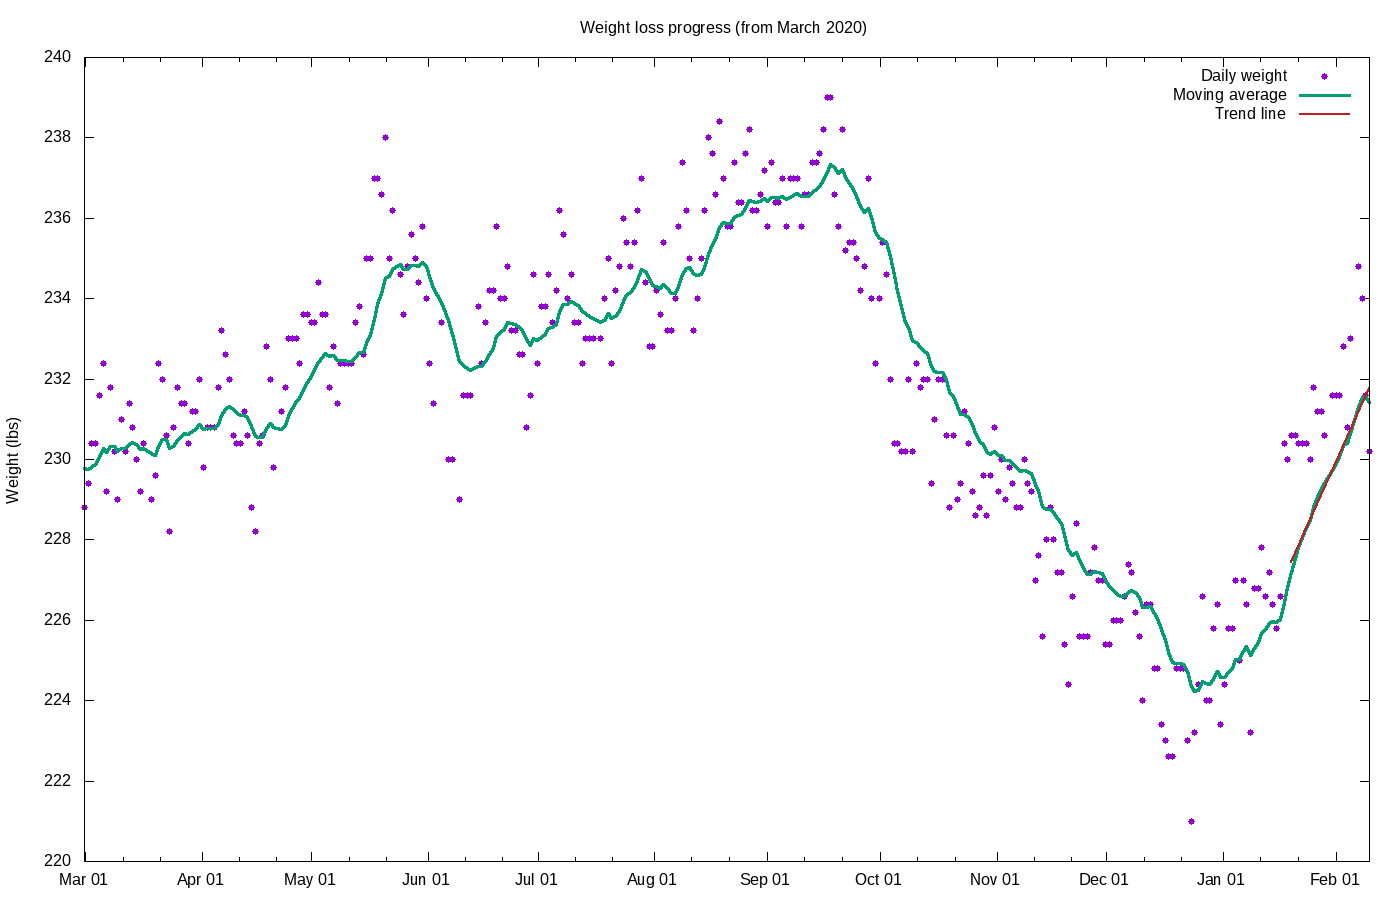 Weight loss progress (from March 2020)
Daily weight
Moving average
Trend line
Weight (lbs)
240
238
236
234
232
230
228
226
224
222
220
Mar 01 Apr 01 May 01 Jun 01 Jul 01 Aug 01 Sep 01 Oct 01 Nov 01 Dec 01 Jan 01 Feb 01